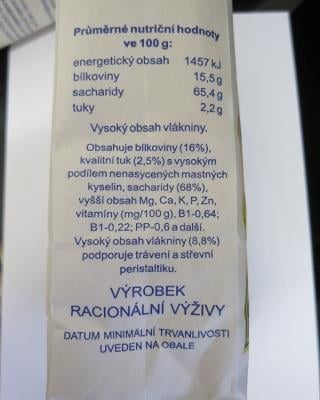 Průměrné nutriční hodnoty
ve 100 g:
energetický obsah 1457 kJ
bílkoviny 15,5 g
sacharidy 65,4 g
tuky 2,2 g
Vysoký obsah vlákniny.
Obsahuje bílkoviny (16%),
kvalitní tuk (2,5%) s vysokým
podílem nenasycených mastných
kyselin, sacharidy (68%),
vyšší obsah Mg, Ca, K, P, Zn,
vitamíny (mg/100 g), B1-0,64;
B1-0,22; PP-0,6 a další.
Vysoký obsah vlákniny (8,8%)
podporuje trávení a střevní
peristaltiku.
VÝROBEK
RACIONÁLNÍ VÝŽIVY
DATUM MINIMÁLNÍ TRVANLIVOSTI
UVEDEN NA OBALE